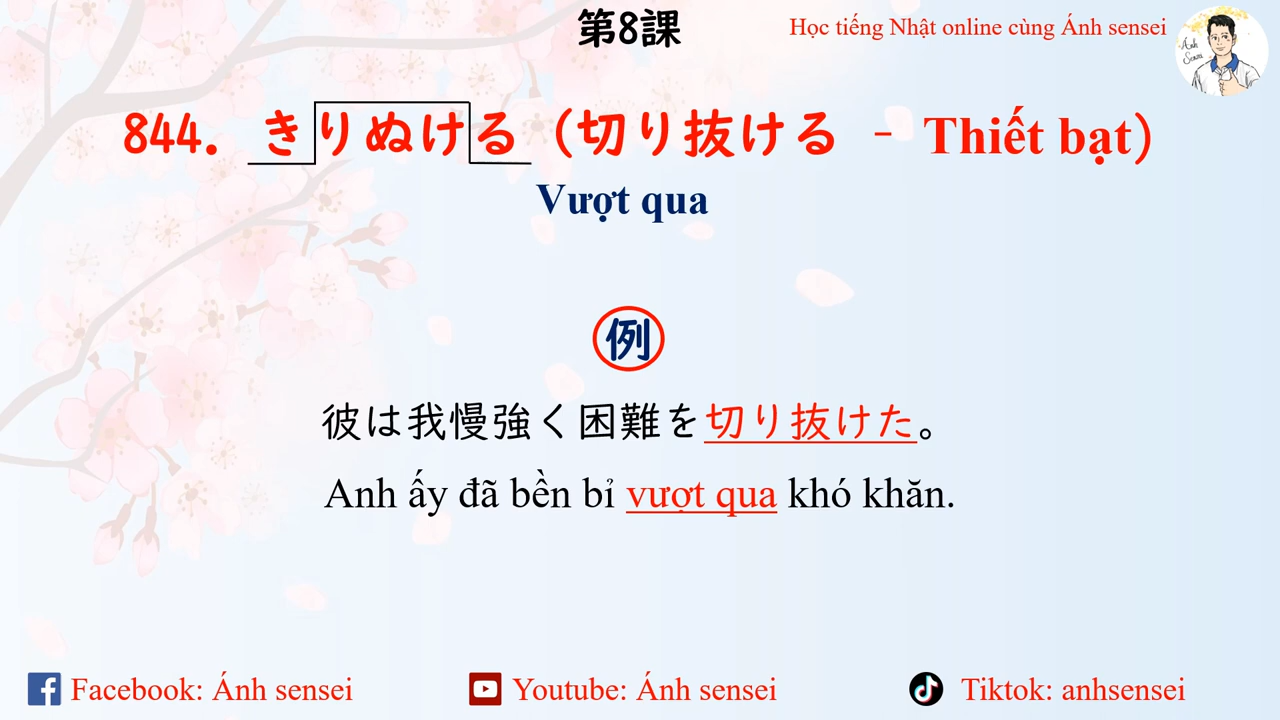 第8課
Học tiếng Nhật online cùng Ánh sensei
Ánh Sensei
844. きりぬける (切り抜ける - Thiết bạt)
Vượt qua
例
彼は我慢強く困難を切り抜けた。
Anh ấy đã bền bỉ vượt qua khó khăn.
Facebook: Ánh sensei
Youtube: Ánh sensei
Tiktok: anhsensei